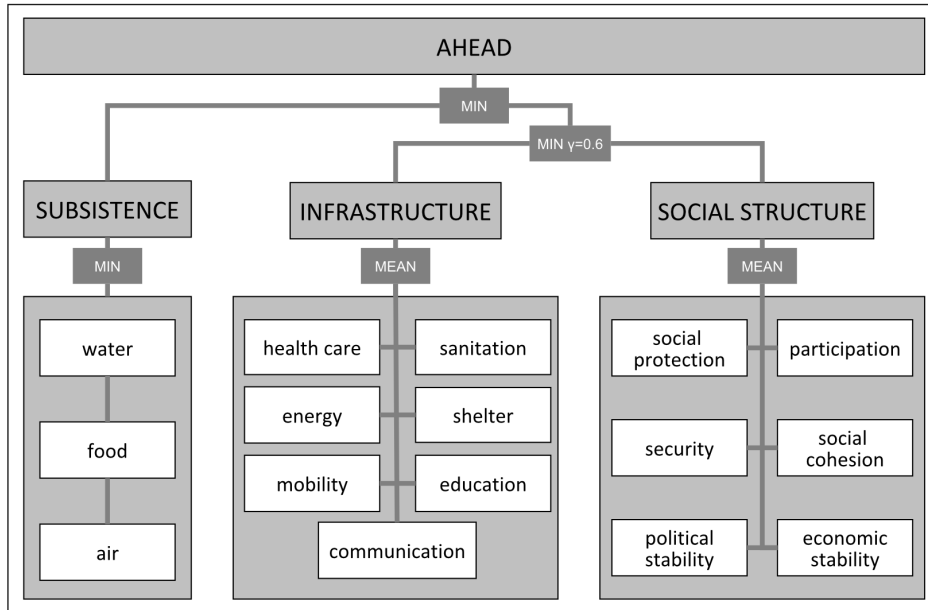 AHEAD
MIN
MIN γ=0.6
SUBSISTENCE
INFRASTRUCTURE
SOCIAL STRUCTURE
MIN
MEAN
MEAN
water
food
air
health care
sanitation
energy
shelter
mobility
education
communication
social
protection
participation
security
social
cohesion
political
stability
economic
stability